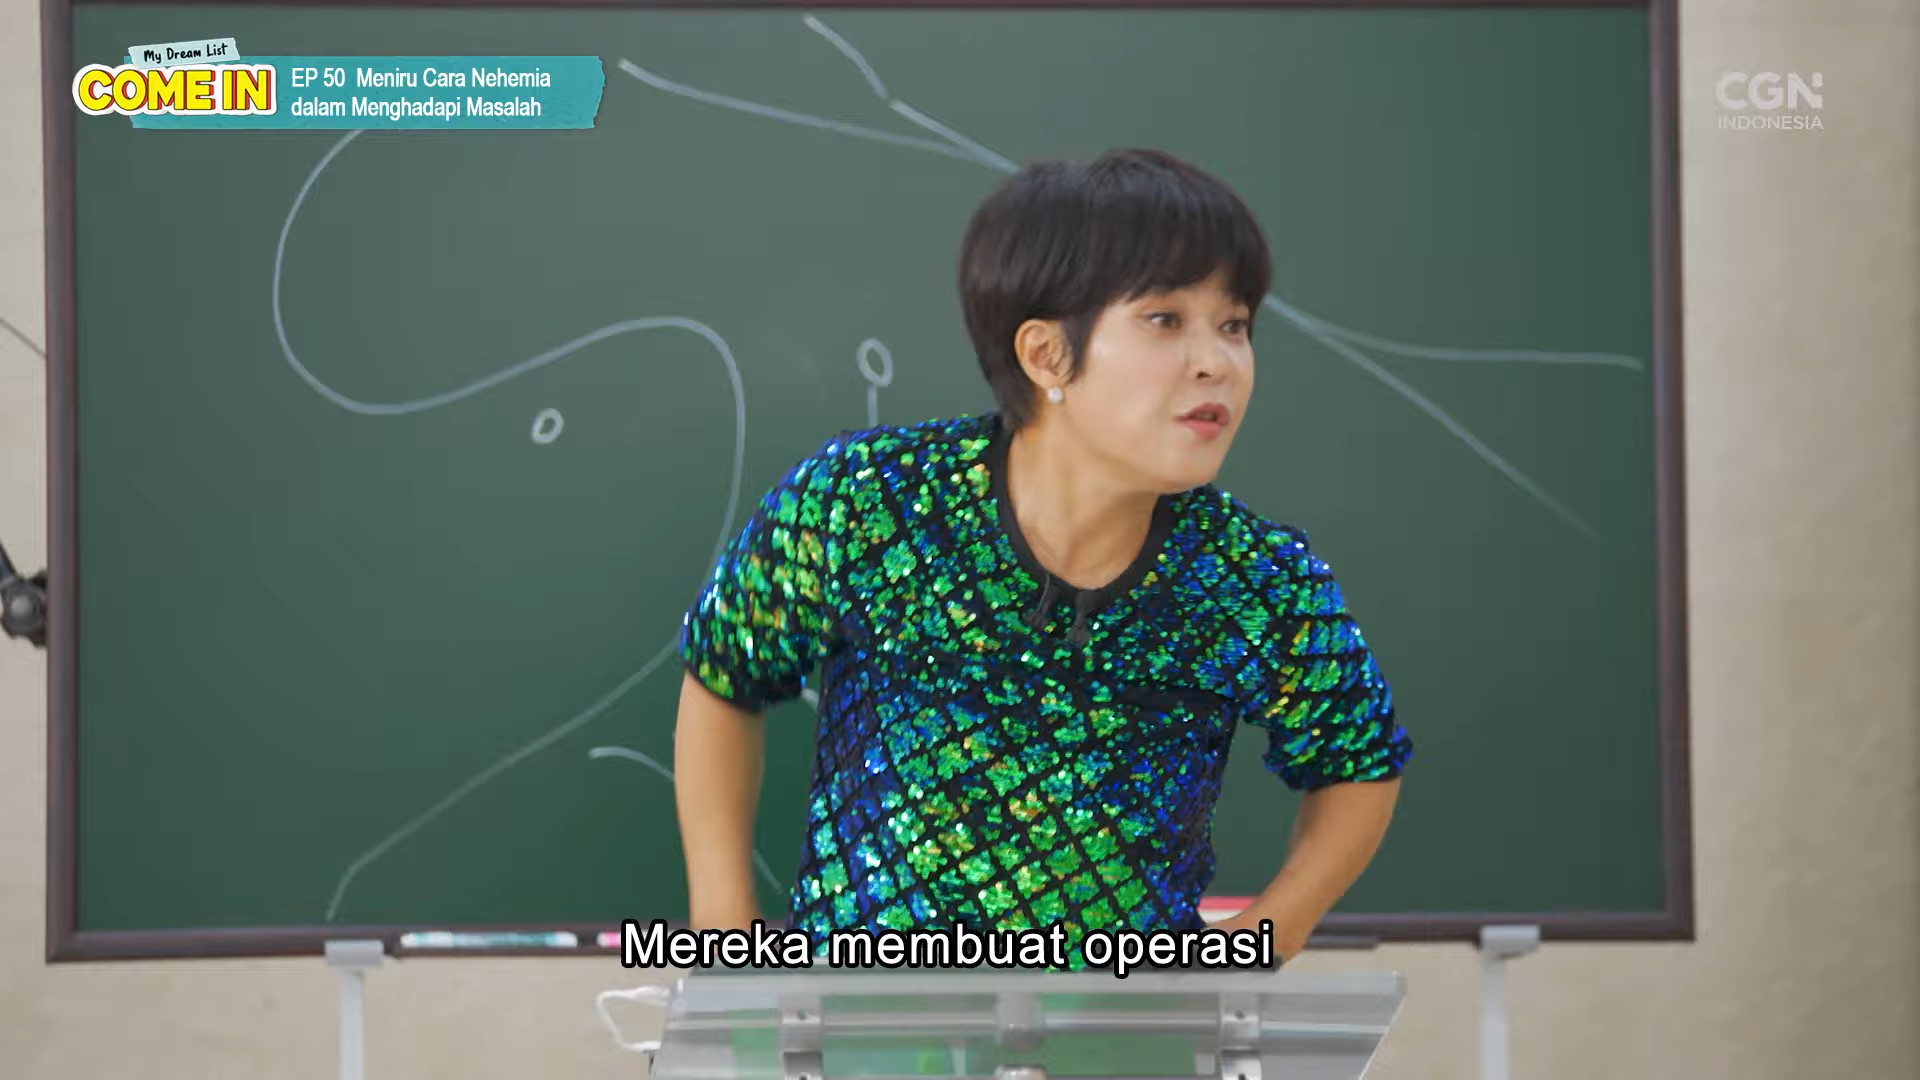 My Dream List
COME IN
EP 50 Meniru Cara Nehemia
dalam Menghadapi Masalah
CGN
INDONESIA
Mereka membuat operasi